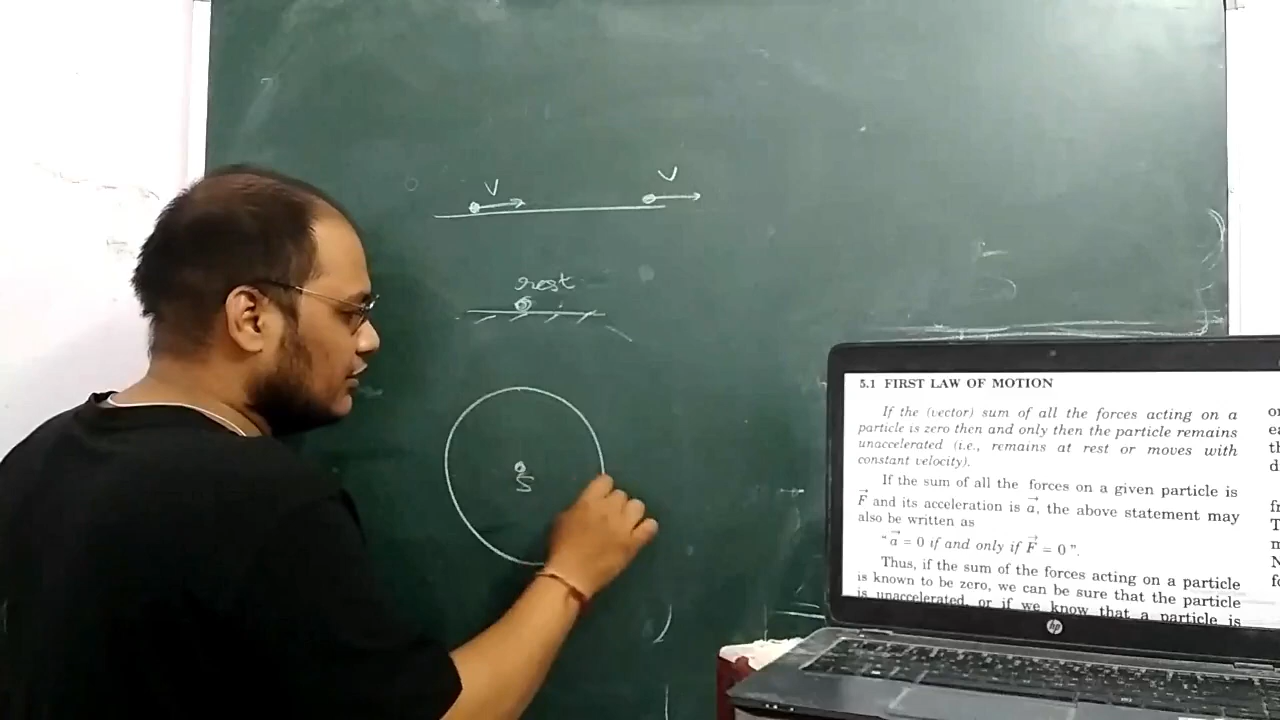 V
V
rest
S
5.1 FIRST LAW OF MOTION
If the (vector) sum of all the forces acting on a
particle is zero then and only then the particle remains
unaccelerated (i.e., remains at rest or moves with
constant velocity).
If the sum of all the forces on a given particle is
F⃗ and its acceleration is a⃗, the above statement may
also be written as
“ a⃗ = 0 if and only if F⃗ = 0 ”.
Thus, if the sum of the forces acting on a particle
is known to be zero, we can be sure that the particle
is unaccelerated, or if we know that a particle is
hp